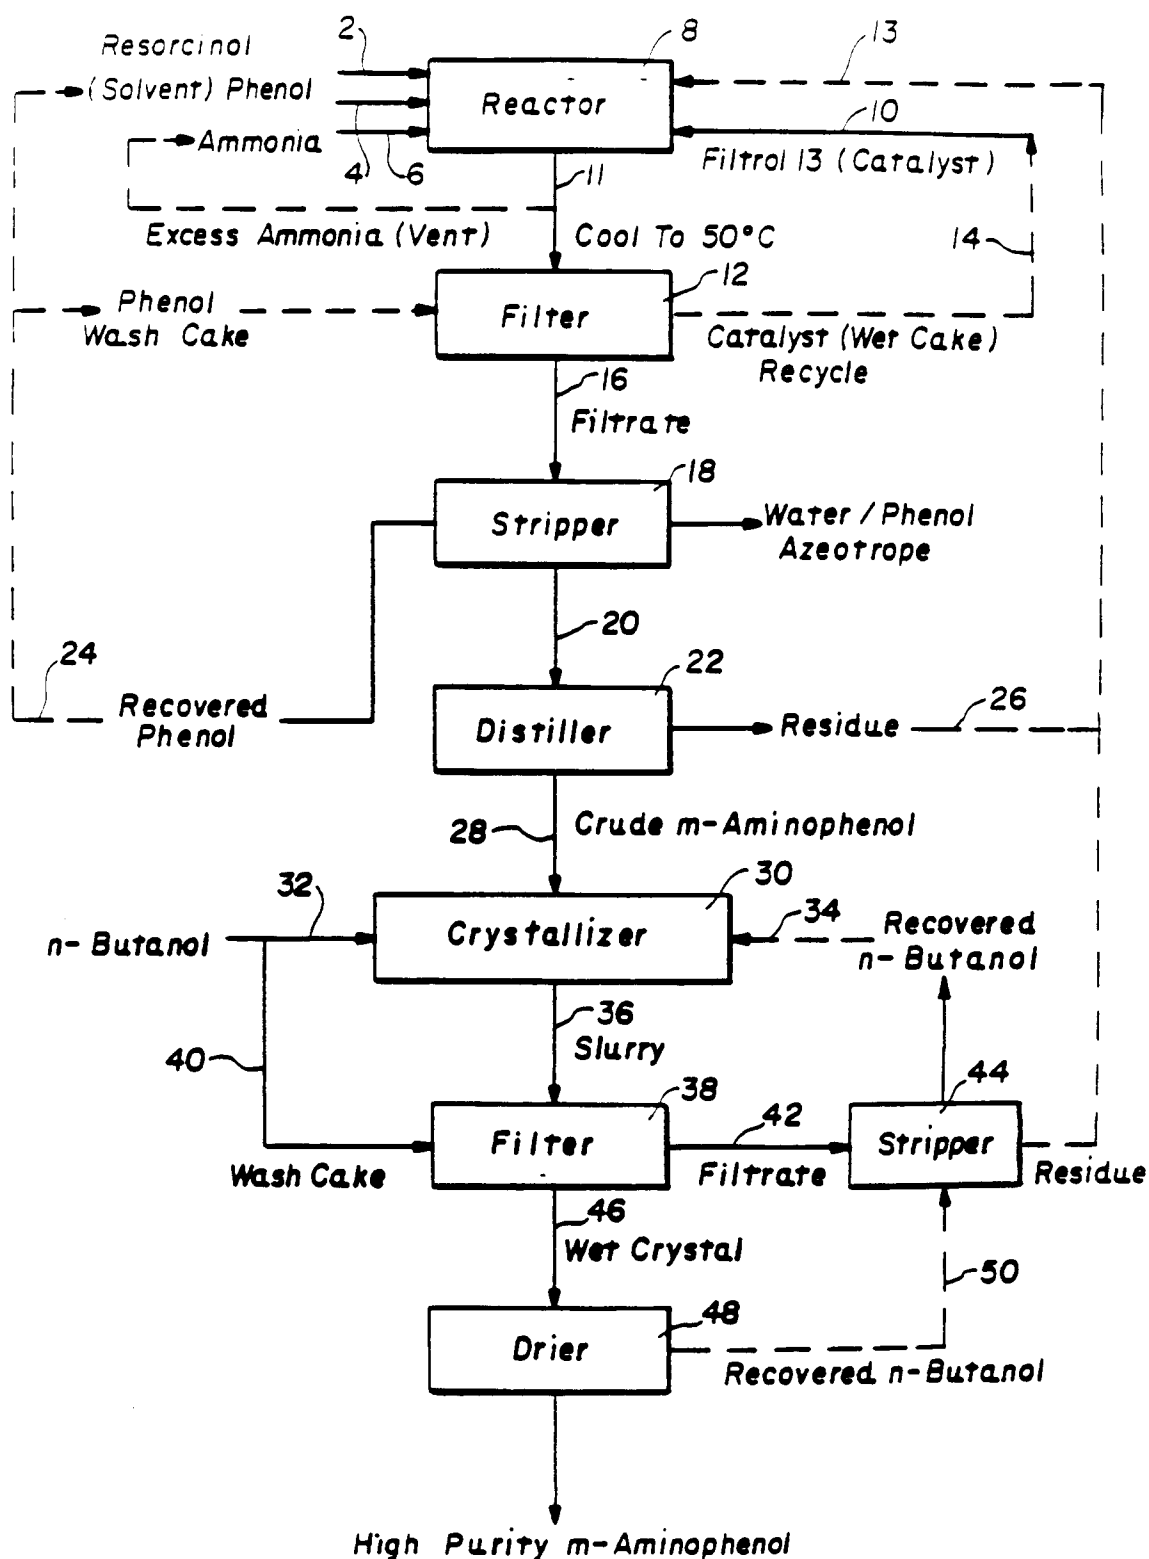 Resorcinol
2
8
13
(Solvent) Phenol
Reactor
10
Ammonia
4
6
11
Filtrol 13 (Catalyst)
Excess Ammonia (Vent)
Cool To 50°C
14
12
Phenol
Wash Cake
Filter
Catalyst (Wet Cake)
Recycle
16
Filtrate
18
Stripper
Water / Phenol
Azeotrope
20
24
22
Recovered
Phenol
Distiller
Residue
26
28
Crude m-Aminophenol
32
30
n-Butanol
Crystallizer
34
Recovered
n-Butanol
36
Slurry
40
38
42
44
Filter
Stripper
Wash Cake
Filtrate
Residue
46
Wet Crystal
50
48
Drier
Recovered n-Butanol
High Purity m-Aminophenol